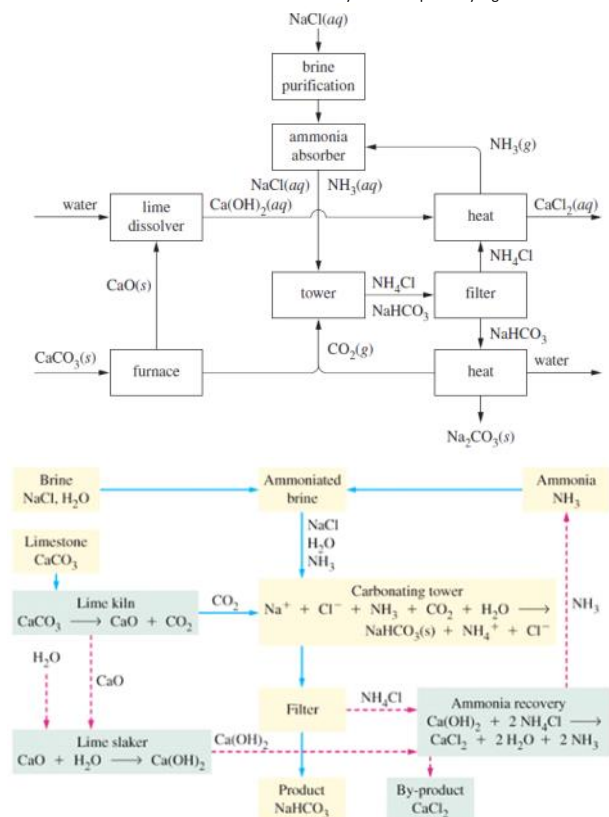 NaCl(aq)
brine
purification
ammonia
absorber
NH₃(g)
NaCl(aq) NH₃(aq)
water
lime
dissolver
Ca(OH)₂(aq)
heat
CaCl₂(aq)
NH₄Cl
CaO(s)
tower
NH₄Cl
NaHCO₃
filter
NaHCO₃
CaCO₃(s)
furnace
CO₂(g)
heat
water
Na₂CO₃(s)
Brine
NaCl, H₂O
Ammoniated
brine
Ammonia
NH₃
NaCl
H₂O
NH₃
Limestone
CaCO₃
Lime kiln
CaCO₃ ⟶ CaO + CO₂
CO₂
Carbonating tower
Na⁺ + Cl⁻ + NH₃ + CO₂ + H₂O ⟶
NaHCO₃(s) + NH₄⁺ + Cl⁻
NH₃
H₂O
CaO
Filter
NH₄Cl
Ammonia recovery
Ca(OH)₂ + 2 NH₄Cl ⟶
CaCl₂ + 2 H₂O + 2 NH₃
Lime slaker
CaO + H₂O ⟶ Ca(OH)₂
Ca(OH)₂
Product
NaHCO₃
By-product
CaCl₂